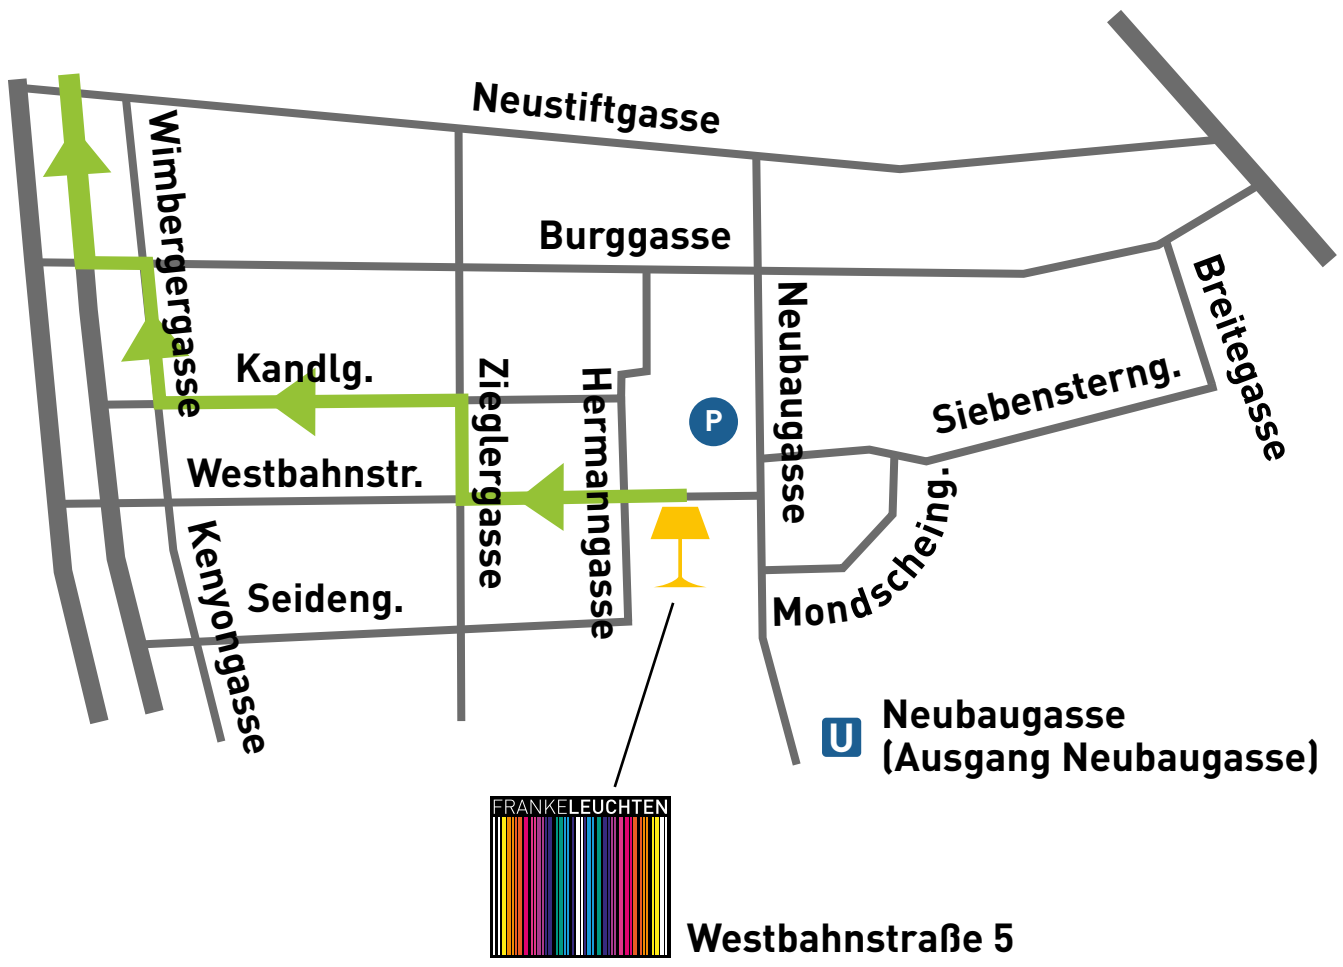 Neustiftgasse
Wimbergergasse
Burggasse
Breitegasse
Neubaugasse
Kandlg.
Zieglergasse
Hermanngasse
Siebensterng.
P
Westbahnstr.
Mondscheing.
Kenyongasse
Seideng.
U
Neubaugasse
(Ausgang Neubaugasse)
FRANKELEUCHTEN
Westbahnstraße 5